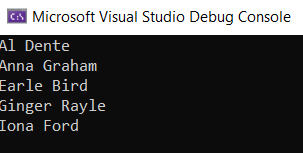 C:\
Microsoft Visual Studio Debug Console
Al Dente
Anna Graham
Earle Bird
Ginger Rayle
Iona Ford